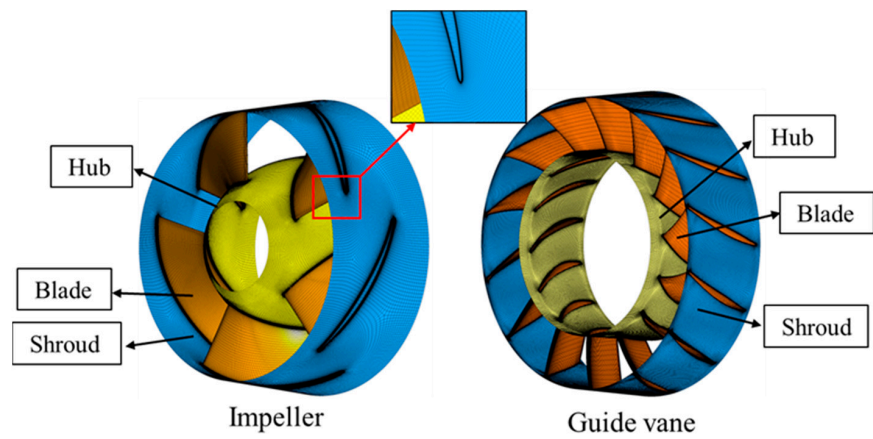 Hub
Blade
Shroud
Impeller
Hub
Blade
Shroud
Guide vane